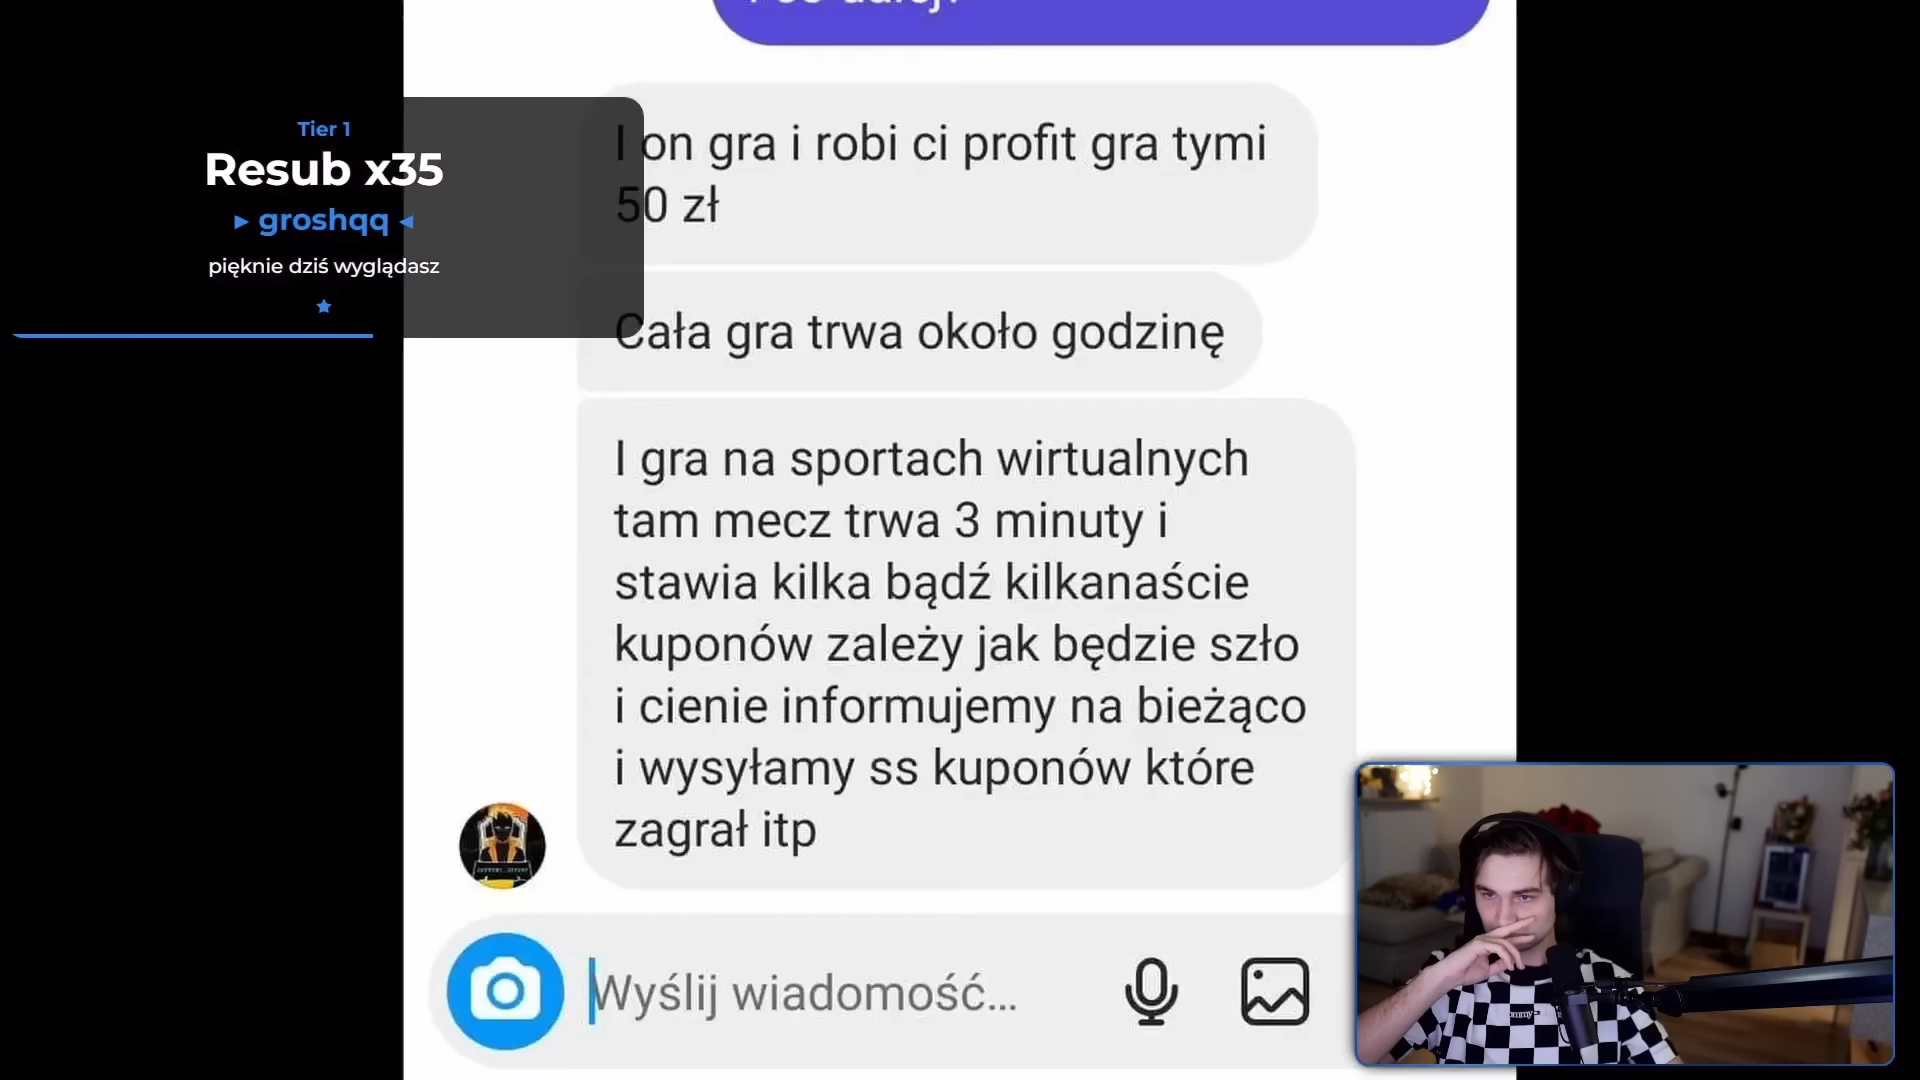 Tier 1
Resub x35
groshqq
pięknie dziś wyglądasz
I on gra i robi ci profit gra tymi
50 zł
Cała gra trwa około godzinę
I gra na sportach wirtualnych
tam mecz trwa 3 minuty i
stawia kilka bądź kilkanaście
kuponów zależy jak będzie szło
i cienie informujemy na bieżąco
i wysyłamy ss kuponów które
zagrał itp
Wyślij wiadomość...